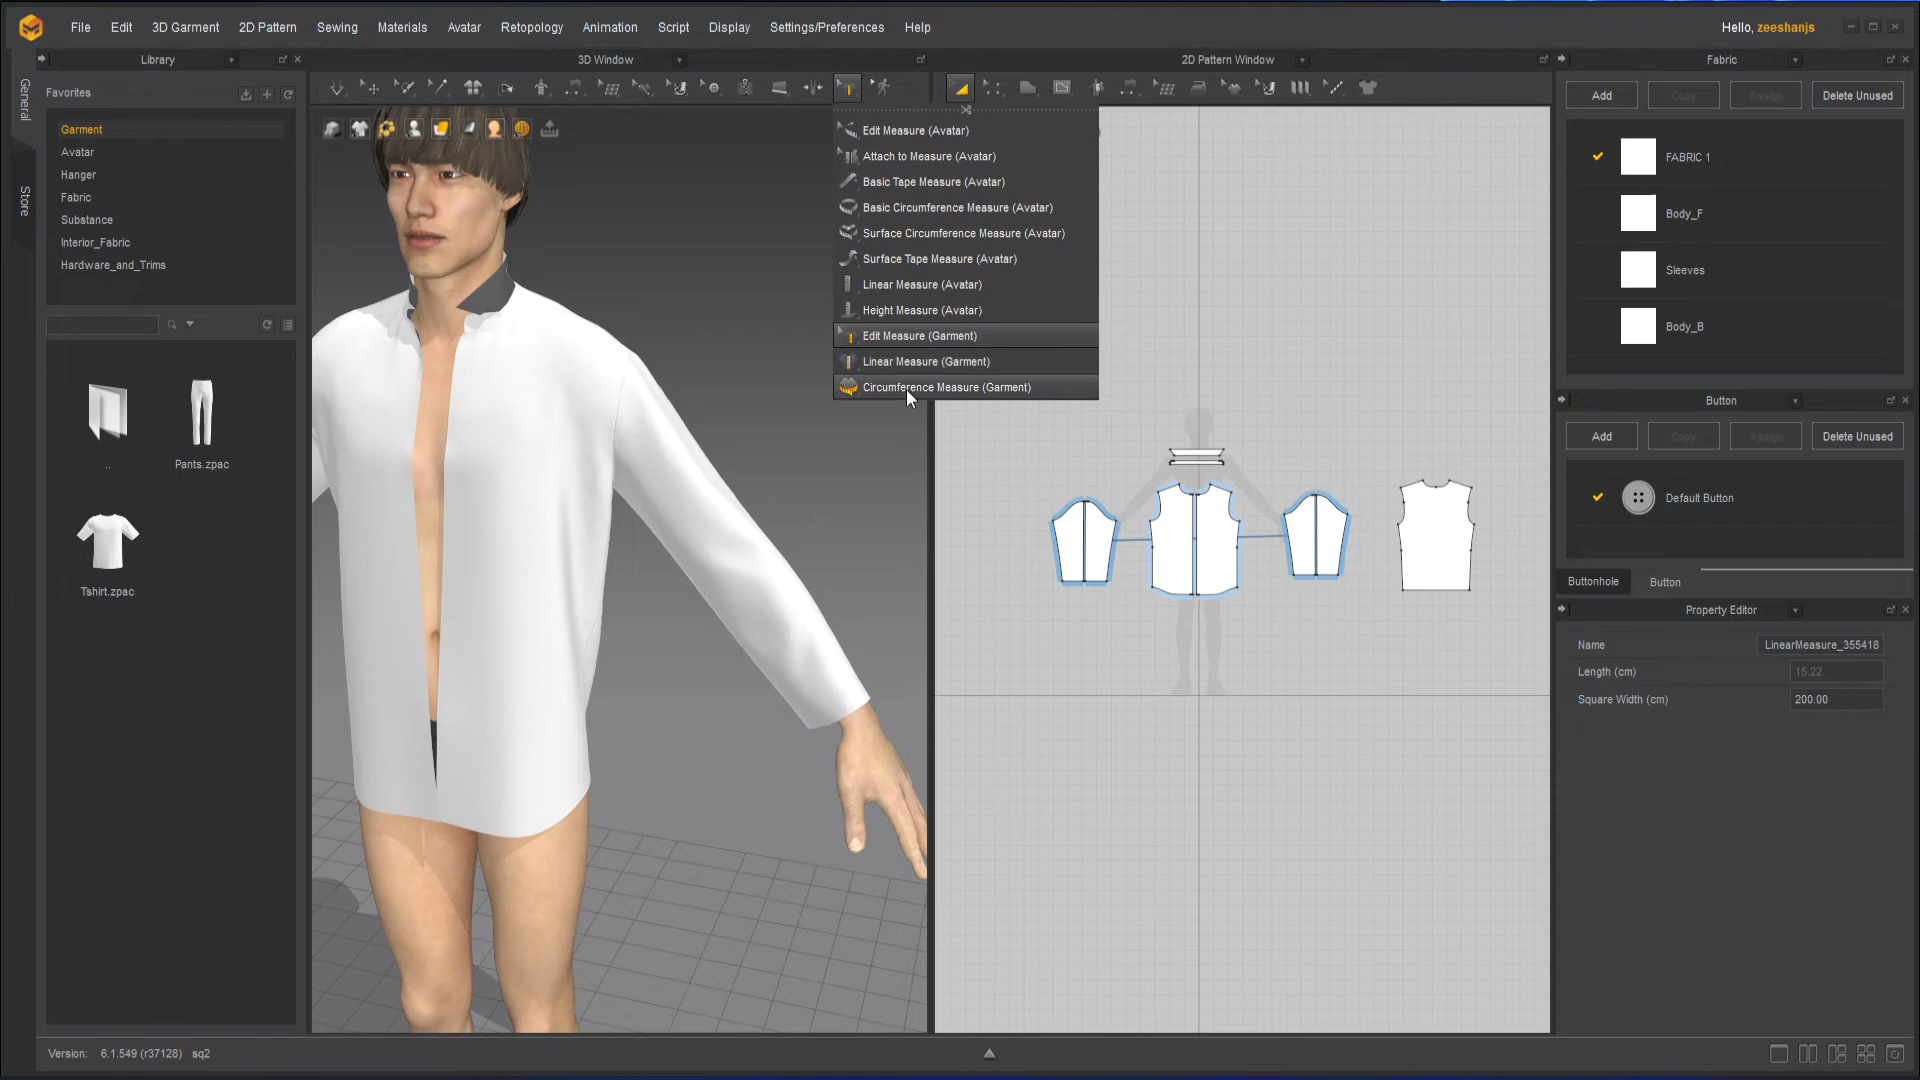 File Edit 3D Garment 2D Pattern Sewing Materials Avatar Retopology Animation Script Display Settings/Preferences Help
Hello, zeeshanjs
Library
3D Window
2D Pattern Window
Fabric
General
Store
Favorites
Garment
Avatar
Hanger
Fabric
Substance
Interior_Fabric
Hardware_and_Trims
..
Pants.zpac
Tshirt.zpac
Edit Measure (Avatar)
Attach to Measure (Avatar)
Basic Tape Measure (Avatar)
Basic Circumference Measure (Avatar)
Surface Circumference Measure (Avatar)
Surface Tape Measure (Avatar)
Linear Measure (Avatar)
Height Measure (Avatar)
Edit Measure (Garment)
Linear Measure (Garment)
Circumference Measure (Garment)
Add Copy Assign Delete Unused
FABRIC 1
Body_F
Sleeves
Body_B
Button
Add Copy Assign Delete Unused
Default Button
Buttonhole Button
Property Editor
Name LinearMeasure_355418
Length (cm) 15.22
Square Width (cm) 200.00
Version: 6.1.549 (r37128) sq2